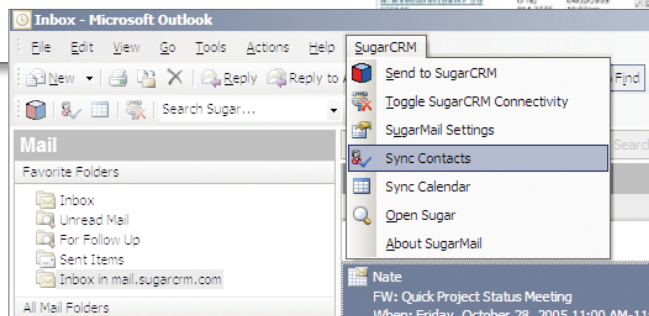 Inbox - Microsoft Outlook
File Edit View Go Tools Actions Help SugarCRM
New Reply Reply to
Find
Search Sugar...
Send to SugarCRM
Toggle SugarCRM Connectivity
SugarMail Settings
Sync Contacts
Sync Calendar
Open Sugar
About SugarMail
Mail
Search
Favorite Folders
Inbox
Unread Mail
For Follow Up
Sent Items
Inbox in mail.sugarcrm.com
All Mail Folders
Nate
FW: Quick Project Status Meeting
When: Friday, October 28, 2005 11:00 AM-11